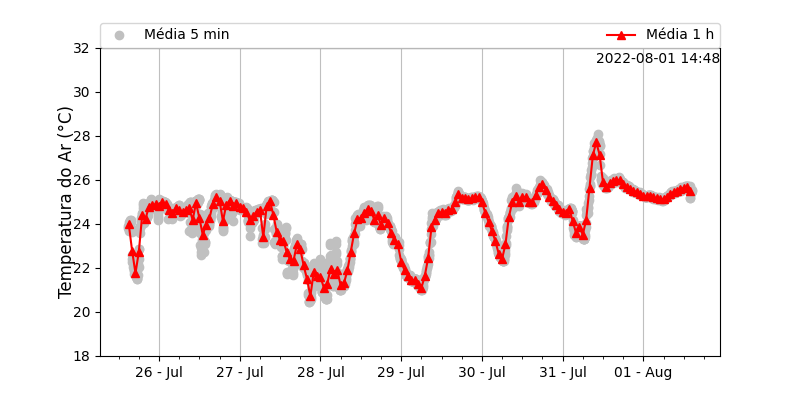 Média 5 min
Média 1 h
2022-08-01 14:48
Temperatura do Ar (°C)
32
30
28
26
24
22
20
18
26 - Jul
27 - Jul
28 - Jul
29 - Jul
30 - Jul
31 - Jul
01 - Aug